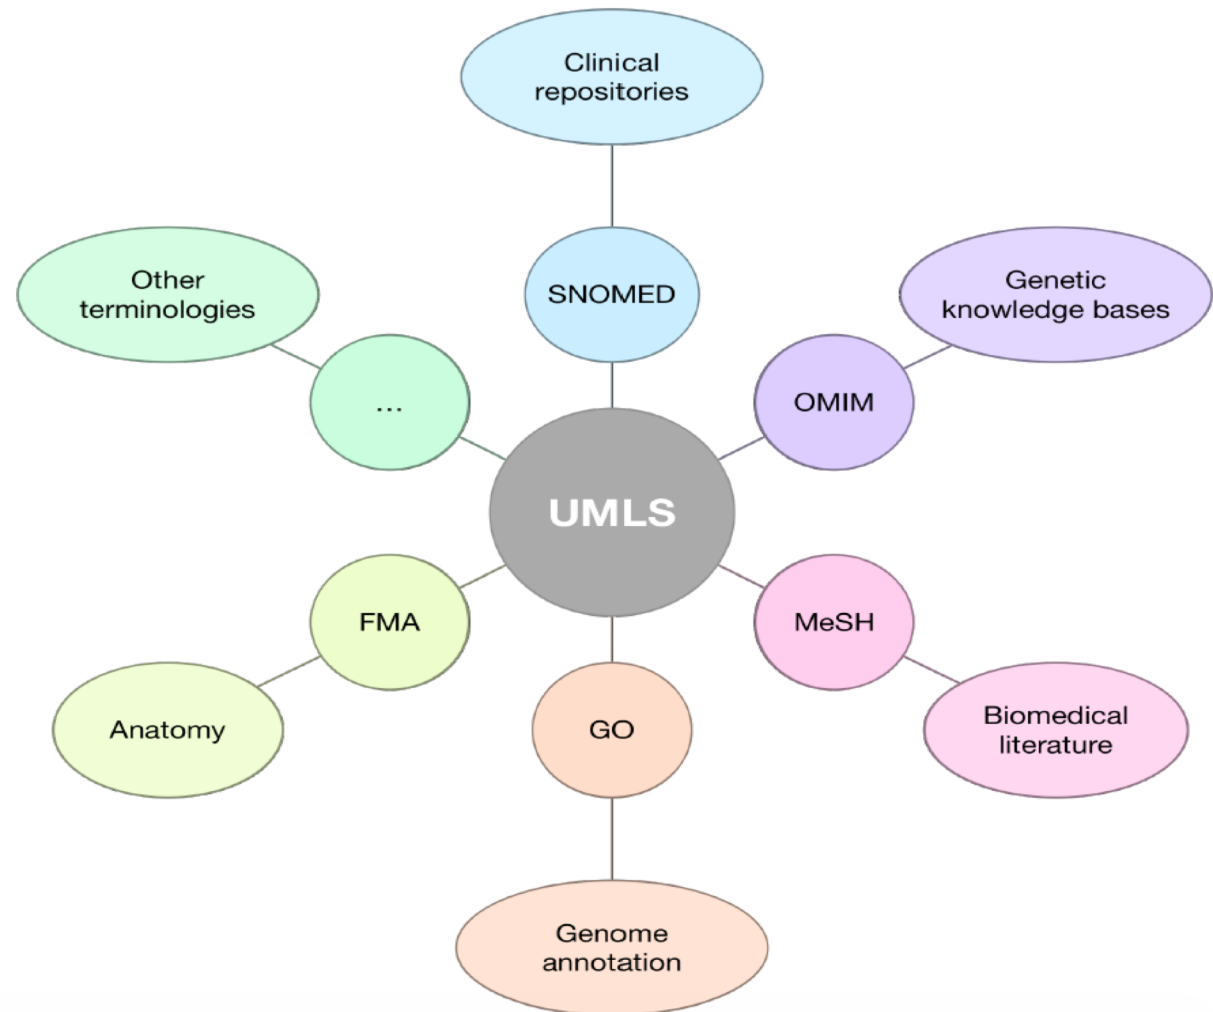 Clinical
repositories
SNOMED
Other
terminologies
...
Genetic
knowledge bases
OMIM
UMLS
FMA
Anatomy
MeSH
Biomedical
literature
GO
Genome
annotation